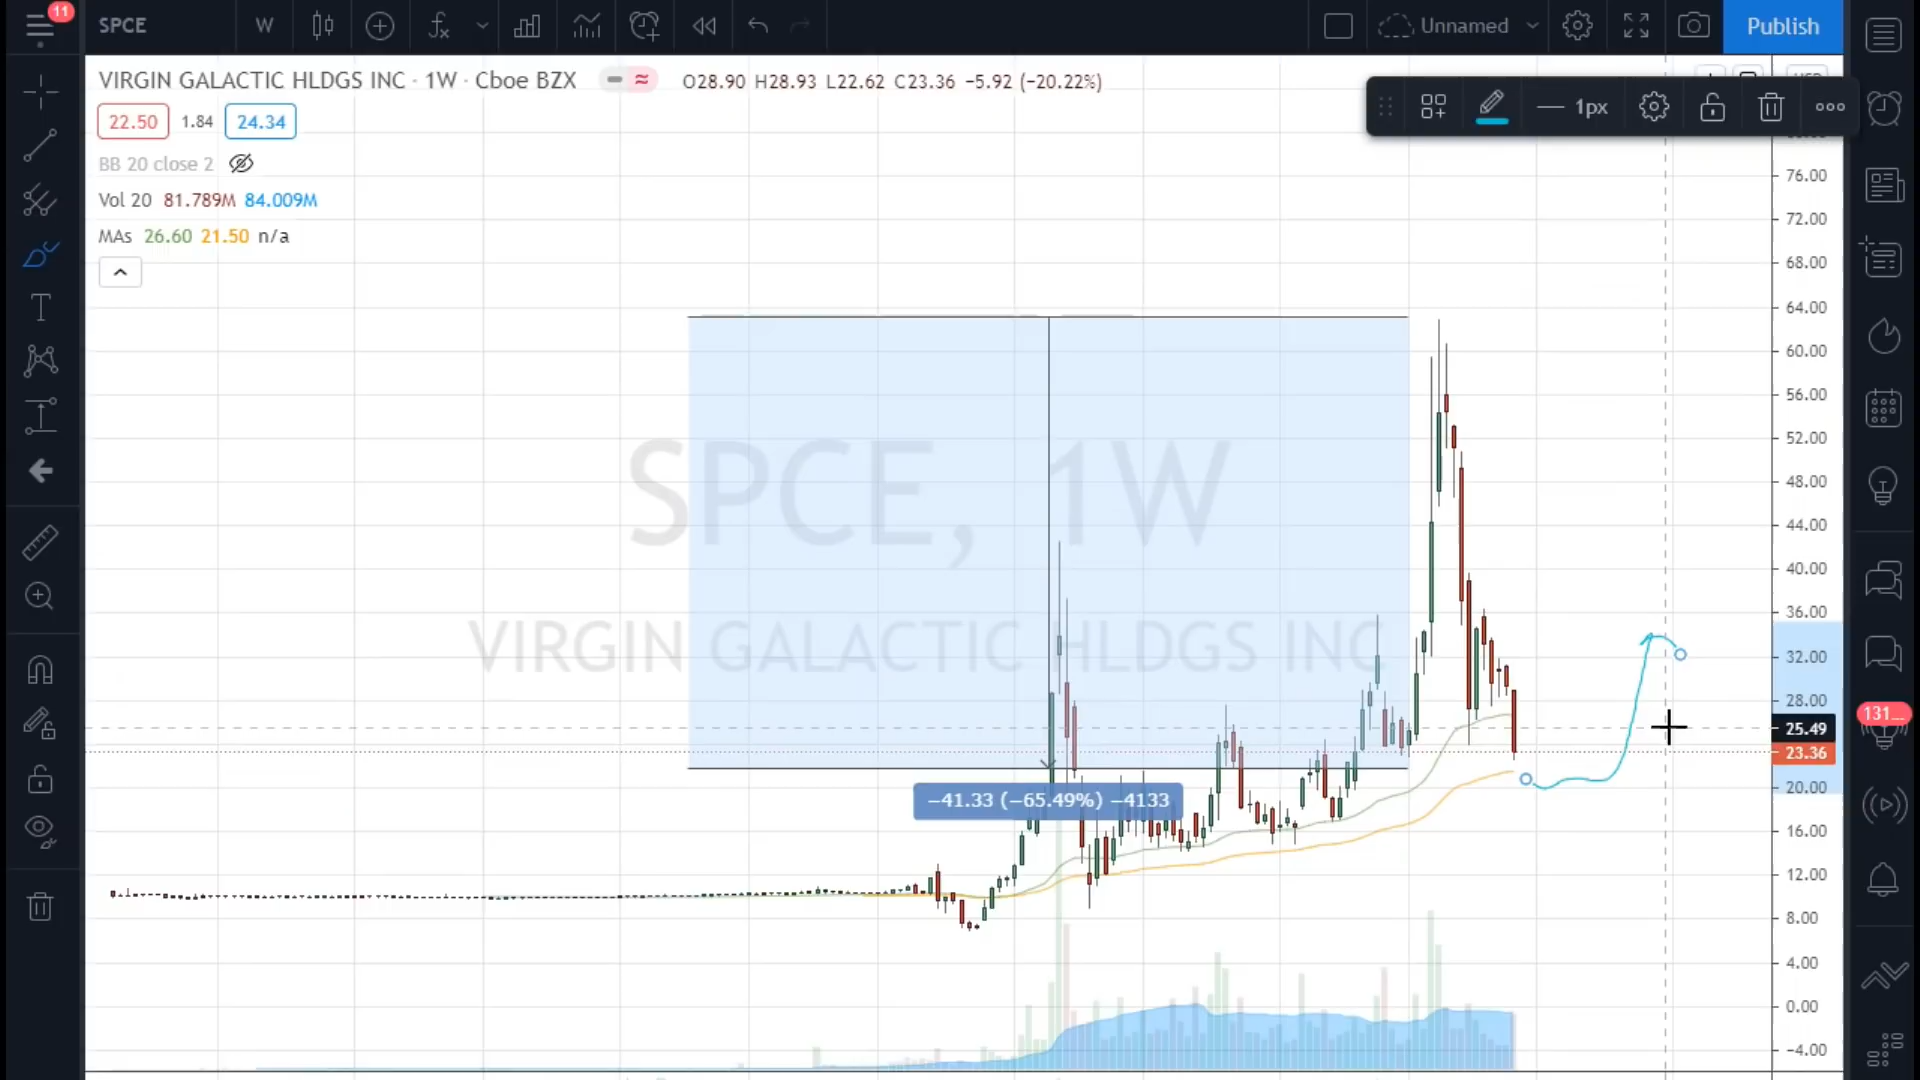 11
SPCE W Unnamed Publish
VIRGIN GALACTIC HLDGS INC · 1W · Cboe BZX O28.90 H28.93 L22.62 C23.36 −5.92 (−20.22%)
22.50 1.84 24.34
1px
BB 20 close 2
Vol 20 81.789M 84.009M
MAs 26.60 21.50 n/a
76.00
72.00
68.00
64.00
60.00
56.00
52.00
48.00
44.00
40.00
36.00
32.00
28.00
25.49
23.36
20.00
16.00
12.00
8.00
4.00
0.00
−4.00
131...
SPCE, 1W
VIRGIN GALACTIC HLDGS INC
−41.33 (−65.49%) −4133